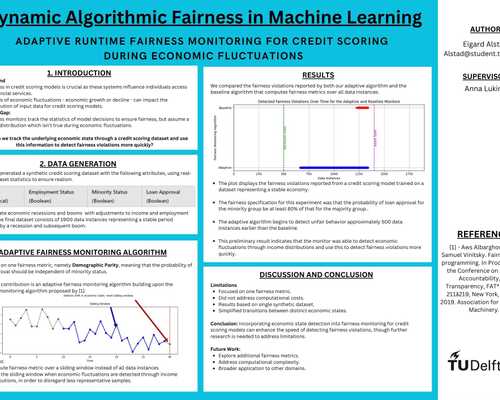 ynamic Algorithmic Fairness in Machine Learning
ADAPTIVE RUNTIME FAIRNESS MONITORING FOR CREDIT SCORING
DURING ECONOMIC FLUCTUATIONS
1. INTRODUCTION
nd
ss in credit scoring models is crucial as these systems influence individuals access
ncial services.
s of economic fluctuations - economic growth or decline - can impact the
ution of input data for credit scoring models.
Gap:
ss monitors track the statistics of model decisions to ensure fairness, but assume a
distribution which isn't true during economic fluctuations.
n we track the underlying economic state through a credit scoring dataset and use
this information to detect fairness violations more quickly?
2. DATA GENERATION
enerated a synthetic credit scoring dataset with the following attributes, using real-
taset statistics to ensure realism.
Employment Status
Minority Status
Loan Approval
cal)
(Boolean)
(Boolean)
(Boolean)
ate economic recessions and booms with adjustments to income and employment
e final dataset consists of 1900 data instances representing a stable period
by a recession and subsequent boom.
ADAPTIVE FAIRNESS MONITORING ALGORITHM
on one fairness metric, namely Demographic Parity, meaning that the probability of
oval should be independent of minority status.
contribution is an adaptive fairness monitoring algorithm building upon the
monitoring algorithm proposed by [1].
Sliding Window
ute fairness metric over a sliding window instead of all data instances
the sliding window when economic fluctuations are detected through income
utions, in order to disregard less representative samples.
RESULTS
We compared the fairness violations reported by both our adaptive algorithm and the
baseline algorithm that computes fairness metrics over all data instances.
Detected Fairness Violations Over Time for the Adaptive and Baseline Monitors
Fairness Monitoring Algorithm
Baseline
Adaptive
Data Instances
The plot displays the fairness violations reported from a credit scoring model trained on
a dataset representing a stable economy:
The fairness specification for this experiment was that the probability of loan approval for
the minority group be at least 80% of that for the majority group.
The adaptive algorithm begins to detect unfair behavior approximately 500 data
instances earlier than the baseline.
This preliminary result indicates that the monitor was able to detect economic
fluctuations through income distributions and use this to detect fairness violations more
quickly.
DISCUSSION AND CONCLUSION
Limitations
Focused on one fairness metric.
Did not address computational costs.
Results based on single synthetic dataset.
Simplified transitions between distinct economic states.
Conclusion: Incorporating economic state detection into fairness monitoring for credit
scoring models can enhance the speed of detecting fairness violations, though further
research is needed to address limitations.
Future Work:
Explore additional fairness metrics.
Address computational complexity.
Broader application to other domains.
AUTHO
Eigard Alst
Alstad@student.t
SUPERVISO
Anna Lukin
REFERENC
[1] - Aws Albarghou
Samuel Vinitsky. Fairn
programming. In Proc
the Conference on
Accountability,
Transparency, FAT*
211â219, New York,
2019. Association for
Machinery.
TUDelft